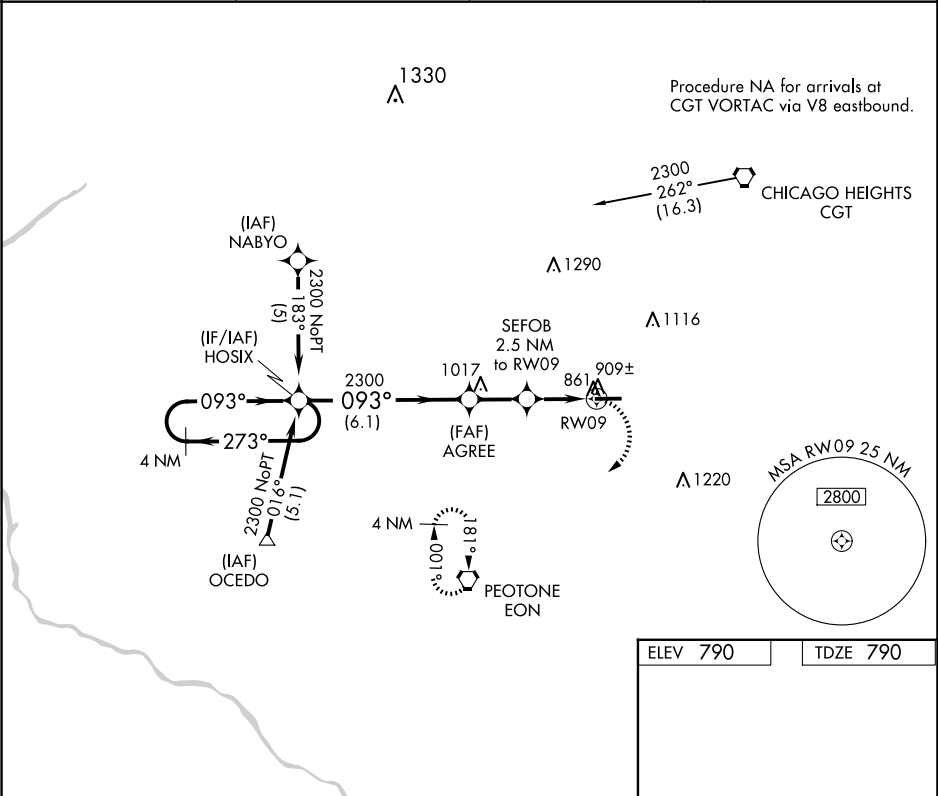 1330
Procedure NA for arrivals at
CGT VORTAC via V8 eastbound.
2300
262°
(16.3)
CHICAGO HEIGHTS
CGT
(IAF)
NABYO
2300 NoPT
183°
(5)
1290
1116
(IF/IAF)
HOSIX
SEFOB
2.5 NM
to RW09
1017
861
909±
093°
2300
093°
(6.1)
RW09
(FAF)
AGREE
273°
4 NM
2300 NoPT
016°
(5.1)
(IAF)
OCEDO
1220
MSA RW09 25 NM
2800
4 NM
181°
001°
PEOTONE
EON
ELEV 790
TDZE 790